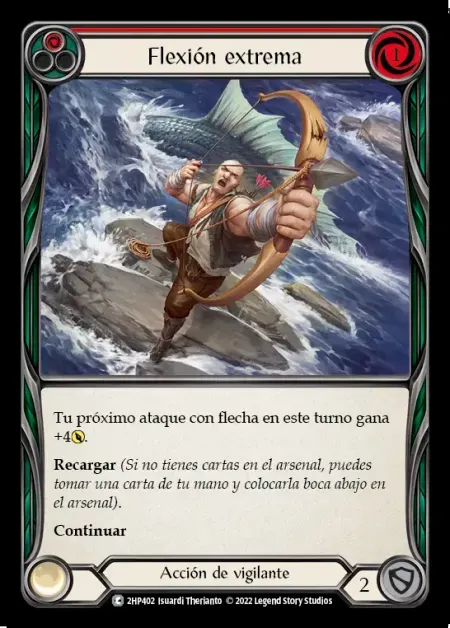 Flexión extrema
1
Tu próximo ataque con flecha en este turno gana
+4.
Recargar (Si no tienes cartas en el arsenal, puedes
tomar una carta de tu mano y colocarla boca abajo en
el arsenal).
Continuar
Acción de vigilante
2
C 2HP402 Isuardi Therianto © 2022 Legend Story Studios